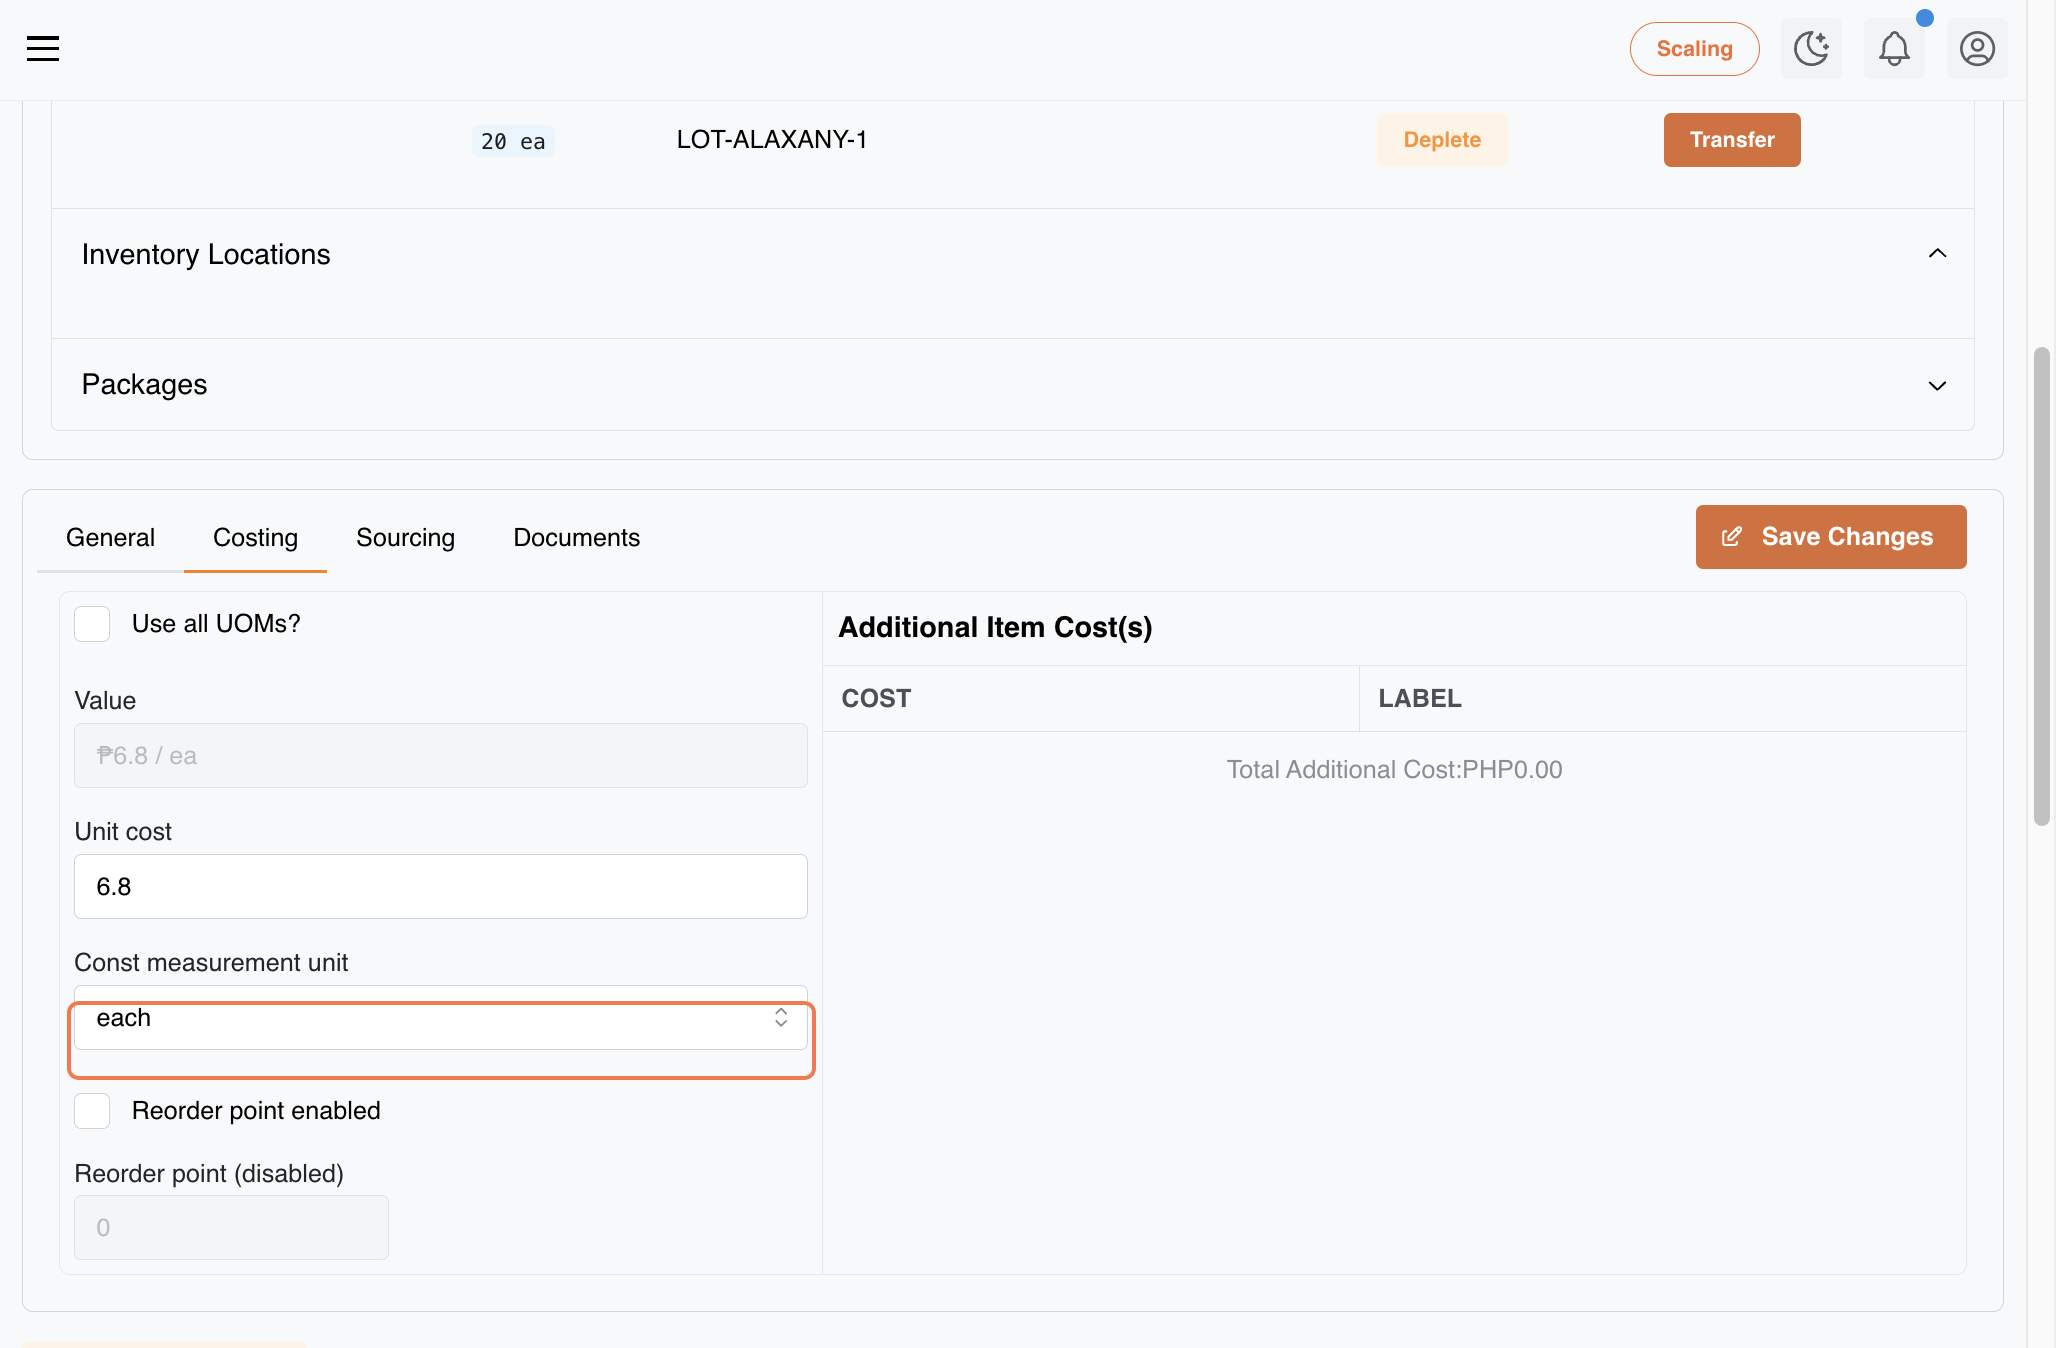 Scaling
20 ea
LOT-ALAXANY-1
Deplete
Transfer
Inventory Locations
Packages
General
Costing
Sourcing
Documents
Save Changes
Use all UOMs?
Additional Item Cost(s)
COST
LABEL
Value
₱6.8 / ea
Total Additional Cost:PHP0.00
Unit cost
6.8
Const measurement unit
each
Reorder point enabled
Reorder point (disabled)
0